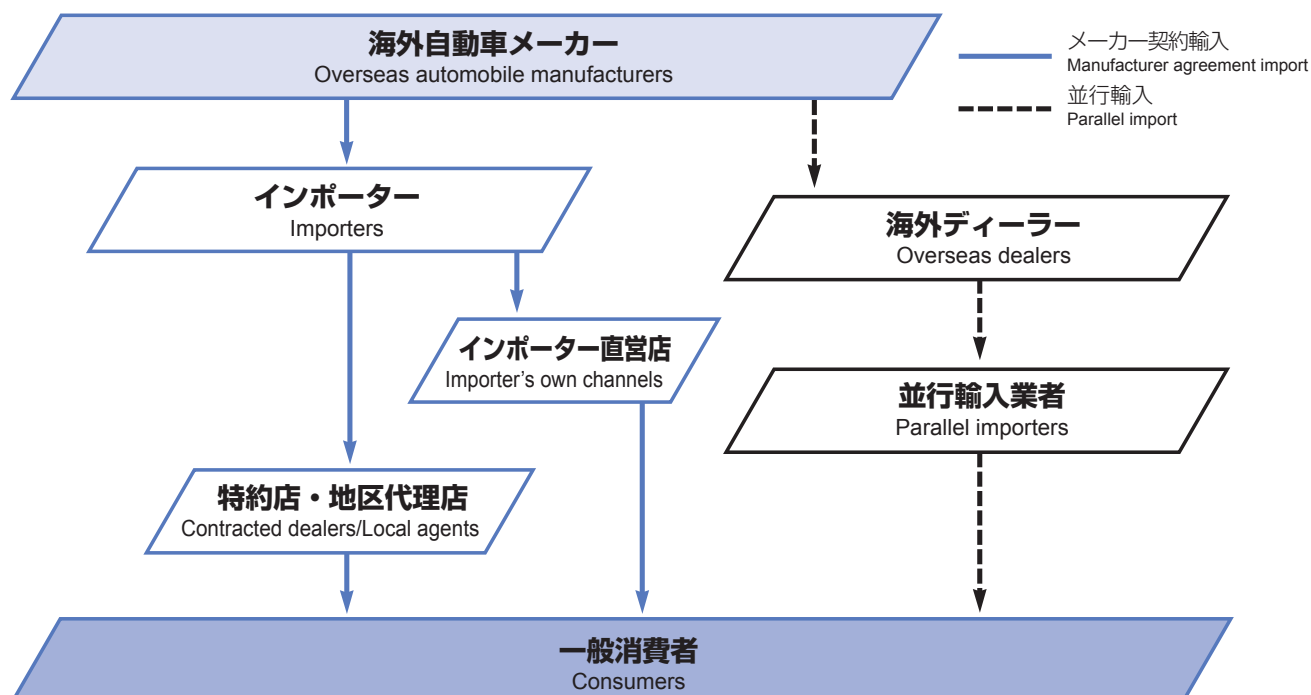 海外自動車メーカー
Overseas automobile manufacturers
メーカー契約輸入
Manufacturer agreement import
並行輸入
Parallel import
インポーター
Importers
海外ディーラー
Overseas dealers
インポーター直営店
Importer’s own channels
並行輸入業者
Parallel importers
特約店・地区代理店
Contracted dealers/Local agents
一般消費者
Consumers